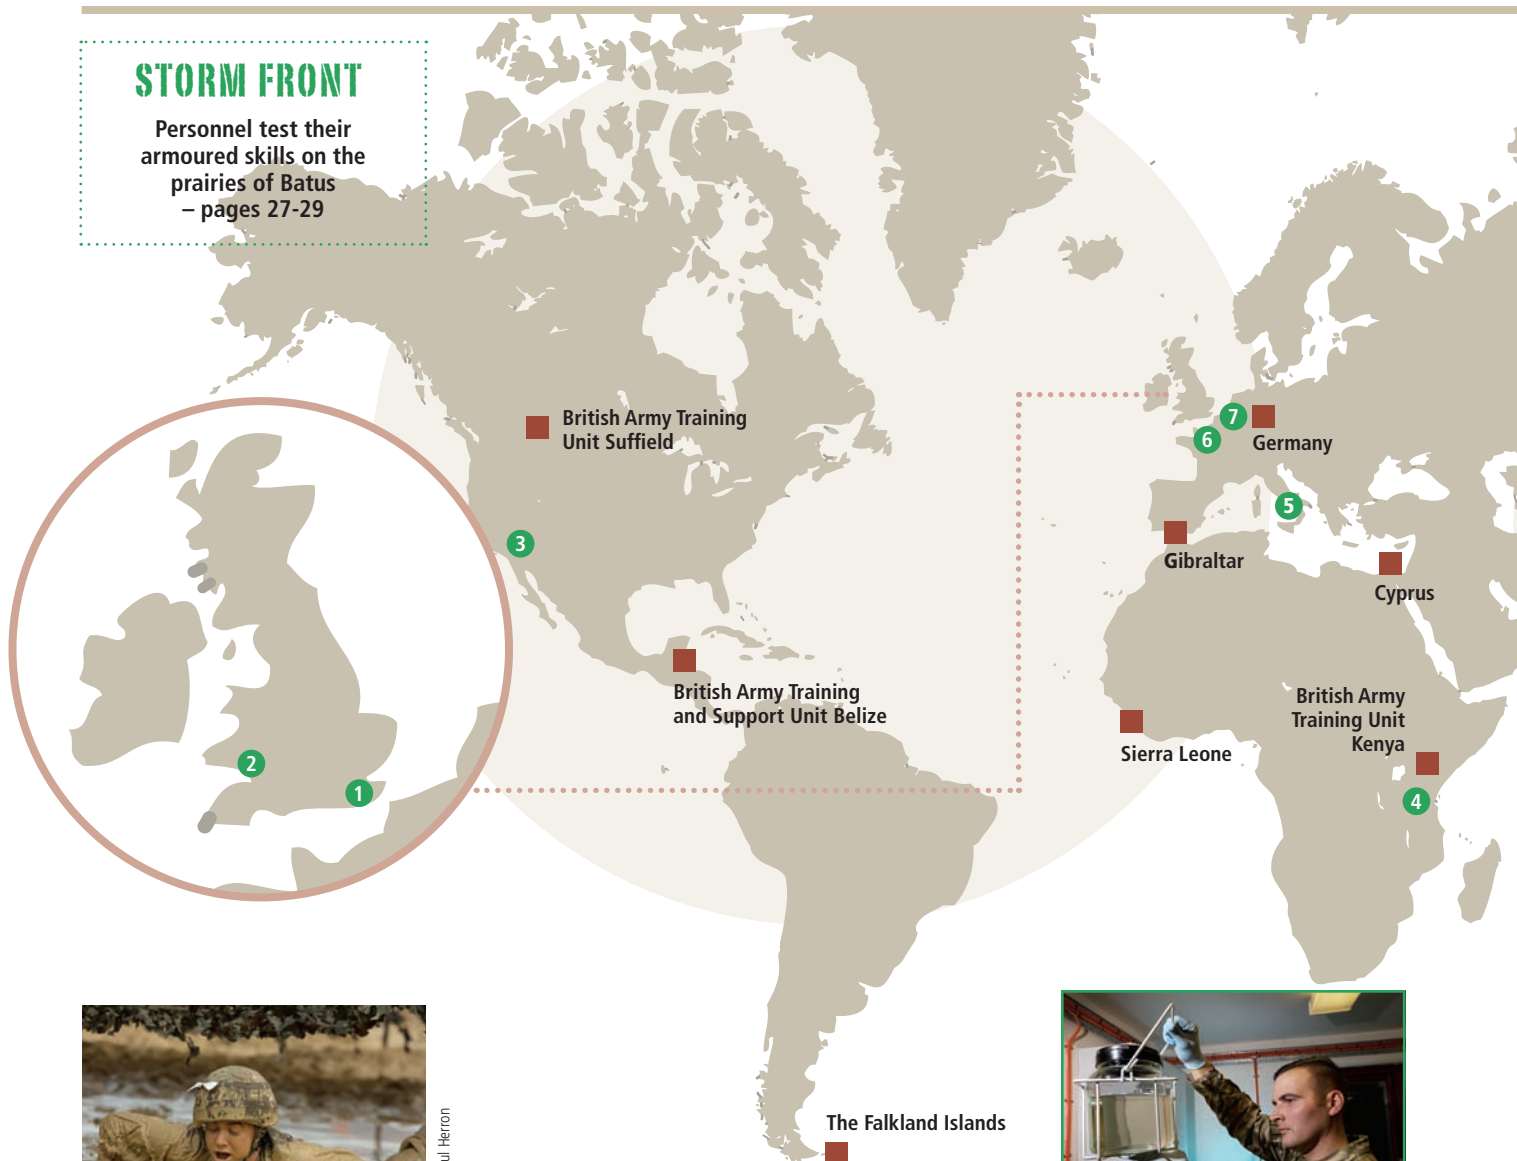 STORM FRONT
Personnel test their
armoured skills on the
prairies of Batus
– pages 27-29
British Army Training
Unit Suffield
7
6
Germany
5
3
Gibraltar
Cyprus
British Army Training
and Support Unit Belize
British Army
Training Unit
Kenya
Sierra Leone
2
1
4
The Falkland Islands
Herron